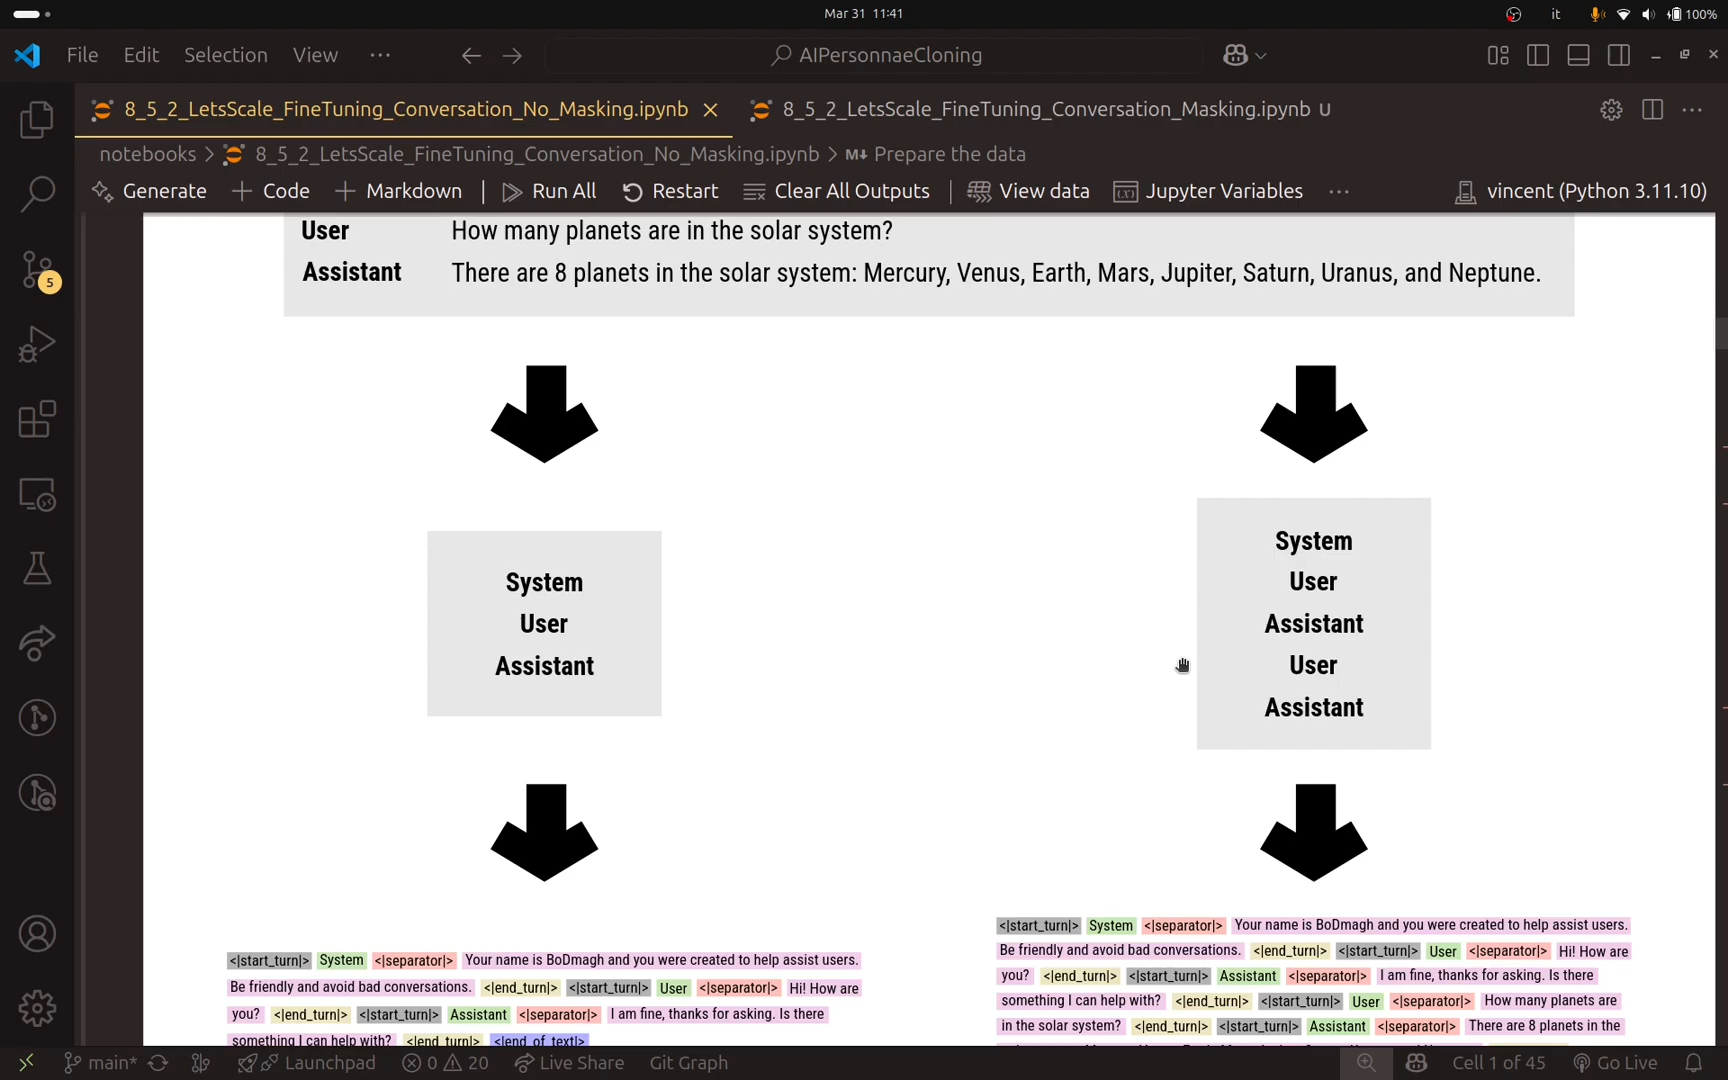 Mar 31 11:41
it
100%
File Edit Selection View ···
AIPersonnaeCloning
8_5_2_LetsScale_FineTuning_Conversation_No_Masking.ipynb
8_5_2_LetsScale_FineTuning_Conversation_Masking.ipynb U
notebooks > 8_5_2_LetsScale_FineTuning_Conversation_No_Masking.ipynb > M↓ Prepare the data
Generate + Code + Markdown | Run All Restart Clear All Outputs | View data Jupyter Variables ··· vincent (Python 3.11.10)
5
User How many planets are in the solar system?
Assistant There are 8 planets in the solar system: Mercury, Venus, Earth, Mars, Jupiter, Saturn, Uranus, and Neptune.
System
User
Assistant
System
User
Assistant
User
Assistant
<|start_turn|> System <|separator|> Your name is BoDmagh and you were created to help assist users.
Be friendly and avoid bad conversations. <|end_turn|> <|start_turn|> User <|separator|> Hi! How are
you? <|end_turn|> <|start_turn|> Assistant <|separator|> I am fine, thanks for asking. Is there
something I can help with? <|end_turn|> <|end_of_text|>
<|start_turn|> System <|separator|> Your name is BoDmagh and you were created to help assist users.
Be friendly and avoid bad conversations. <|end_turn|> <|start_turn|> User <|separator|> Hi! How are
you? <|end_turn|> <|start_turn|> Assistant <|separator|> I am fine, thanks for asking. Is there
something I can help with? <|end_turn|> <|start_turn|> User <|separator|> How many planets are
in the solar system? <|end_turn|> <|start_turn|> Assistant <|separator|> There are 8 planets in the
main* Launchpad 0 20 Live Share Git Graph Cell 1 of 45 Go Live